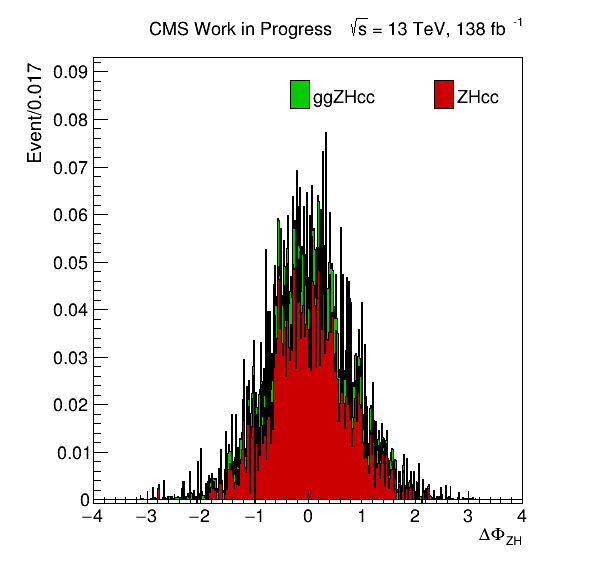 CMS Work in Progress √s = 13 TeV, 138 fb -1
Event/0.017
0.09
0.08
0.07
0.06
0.05
0.04
0.03
0.02
0.01
0
ggZHcc ZHcc
−4 −3 −2 −1 0 1 2 3 4
ΔΦZH